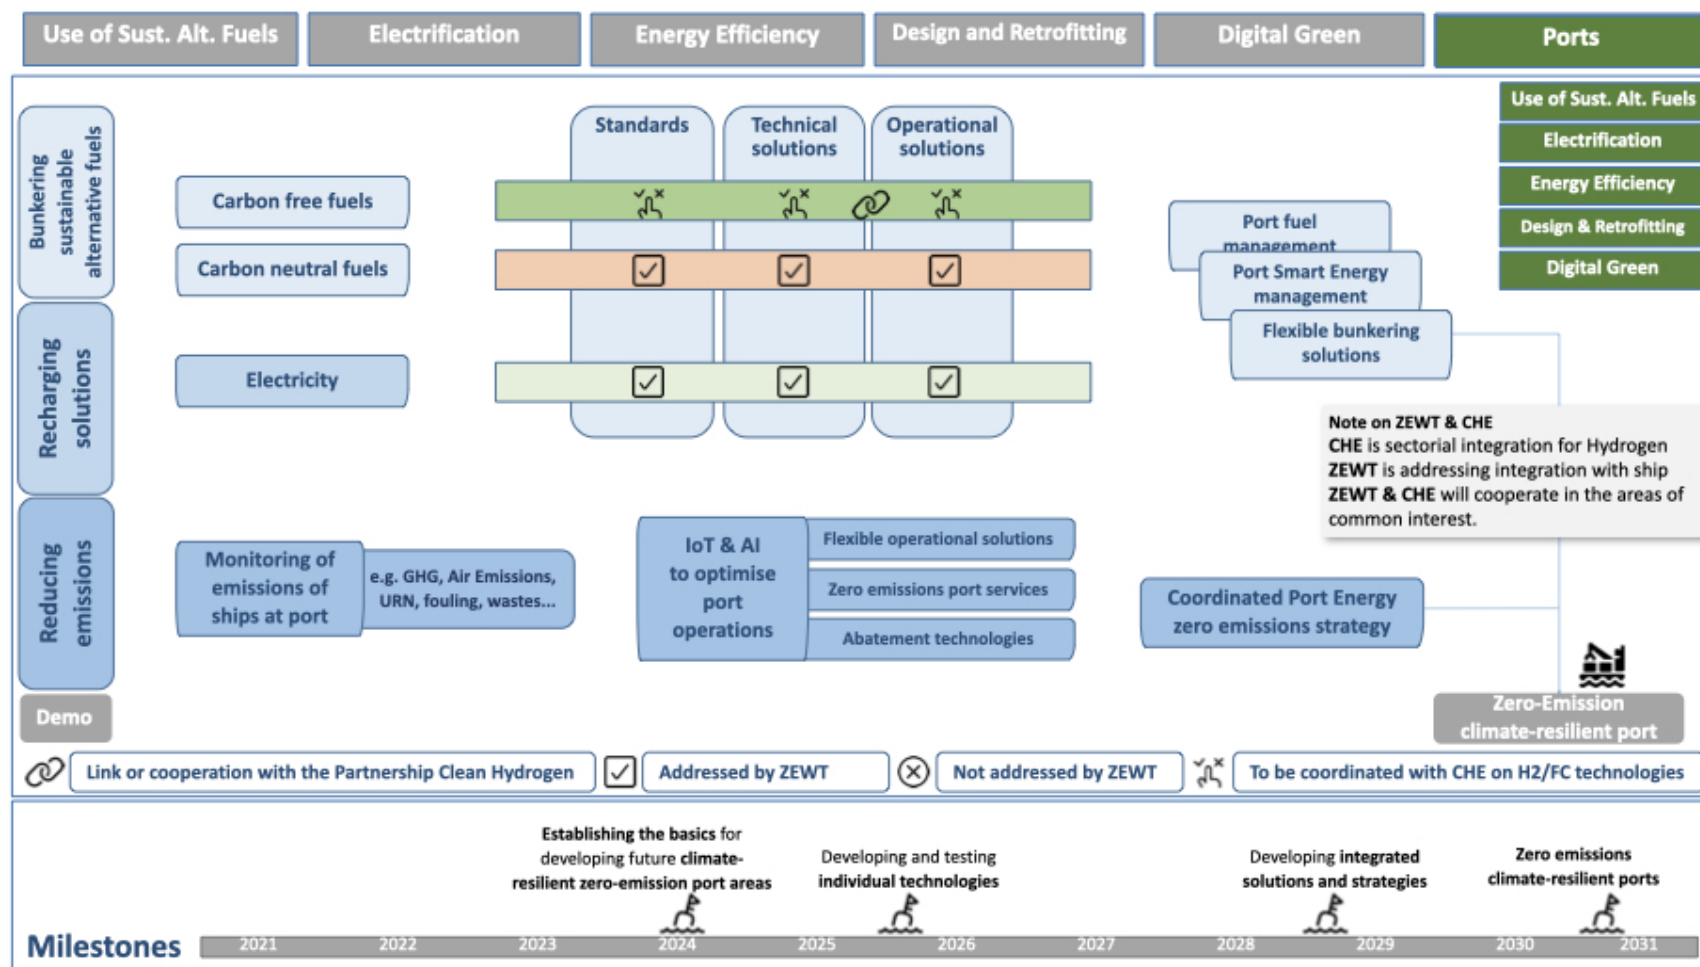 Use of Sust. Alt. Fuels
Electrification
Energy Efficiency
Design and Retrofitting
Digital Green
Ports
Use of Sust. Alt. Fuels
Electrification
Energy Efficiency
Design & Retrofitting
Digital Green
Bunkering
sustainable
alternative fuels
Standards
Technical
solutions
Operational
solutions
Carbon free fuels
Carbon neutral fuels
Port fuel
management
Port Smart Energy
management
Flexible bunkering
solutions
Recharging
solutions
Electricity
Note on ZEWT & CHE
CHE is sectorial integration for Hydrogen
ZEWT is addressing integration with ship
ZEWT & CHE will cooperate in the areas of
common interest.
Reducing
emissions
Monitoring of
emissions of
ships at port
e.g. GHG, Air Emissions,
URN, fouling, wastes...
IoT & AI
to optimise
port
operations
Flexible operational solutions
Zero emissions port services
Abatement technologies
Coordinated Port Energy
zero emissions strategy
Demo
Zero-Emission
climate-resilient port
Link or cooperation with the Partnership Clean Hydrogen
Addressed by ZEWT
Not addressed by ZEWT
To be coordinated with CHE on H2/FC technologies
Establishing the basics for
developing future climate-
resilient zero-emission port areas
Developing and testing
individual technologies
Developing integrated
solutions and strategies
Zero emissions
climate-resilient ports
Milestones
2021
2022
2023
2024
2025
2026
2027
2028
2029
2030
2031